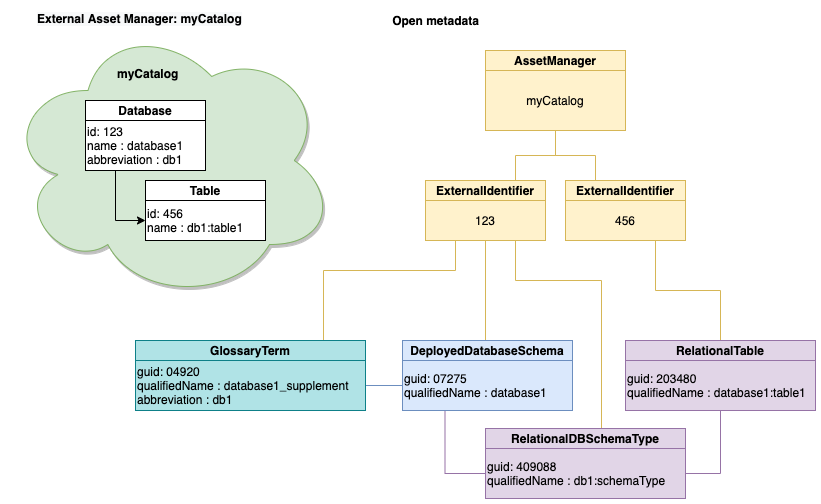 External Asset Manager: myCatalog
Open metadata
myCatalog
Database
id: 123
name : database1
abbreviation : db1
Table
id: 456
name : db1:table1
AssetManager
myCatalog
ExternalIdentifier
123
ExternalIdentifier
456
GlossaryTerm
guid: 04920
qualifiedName : database1_supplement
abbreviation : db1
DeployedDatabaseSchema
guid: 07275
qualifiedName : database1
RelationalTable
guid: 203480
qualifiedName : database1:table1
RelationalDBSchemaType
guid: 409088
qualifiedName : db1:schemaType